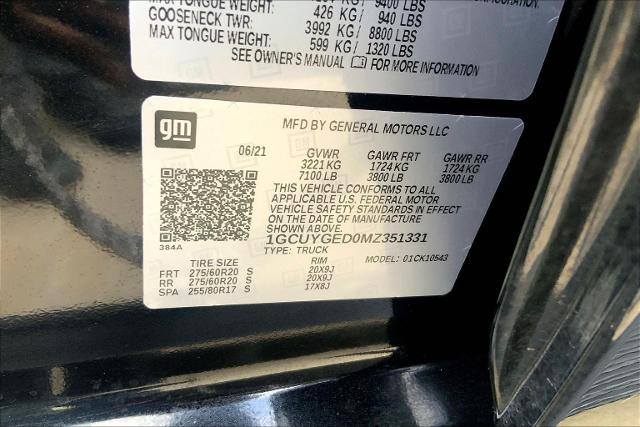 MAX TONGUE WEIGHT: 426 KG / 940 LBS
GOOSENECK TWR: 3992 KG / 8800 LBS
MAX TONGUE WEIGHT: 599 KG / 1320 LBS
SEE OWNER'S MANUAL FOR MORE INFORMATION
gm
MFD BY GENERAL MOTORS LLC
06/21 GVWR GAWR FRT GAWR RR
3221 KG 1724 KG 1724 KG
7100 LB 3800 LB 3800 LB
THIS VEHICLE CONFORMS TO ALL
APPLICABLE U.S. FEDERAL MOTOR
VEHICLE SAFETY STANDARDS IN EFFECT
ON THE DATE OF MANUFACTURE
SHOWN ABOVE.
1GCUYGED0MZ351331
384A
TYPE: TRUCK MODEL: 01CK10543
TIRE SIZE RIM
FRT 275/60R20 S 20X9J
RR 275/60R20 S 20X9J
SPA 255/80R17 S 17X8J